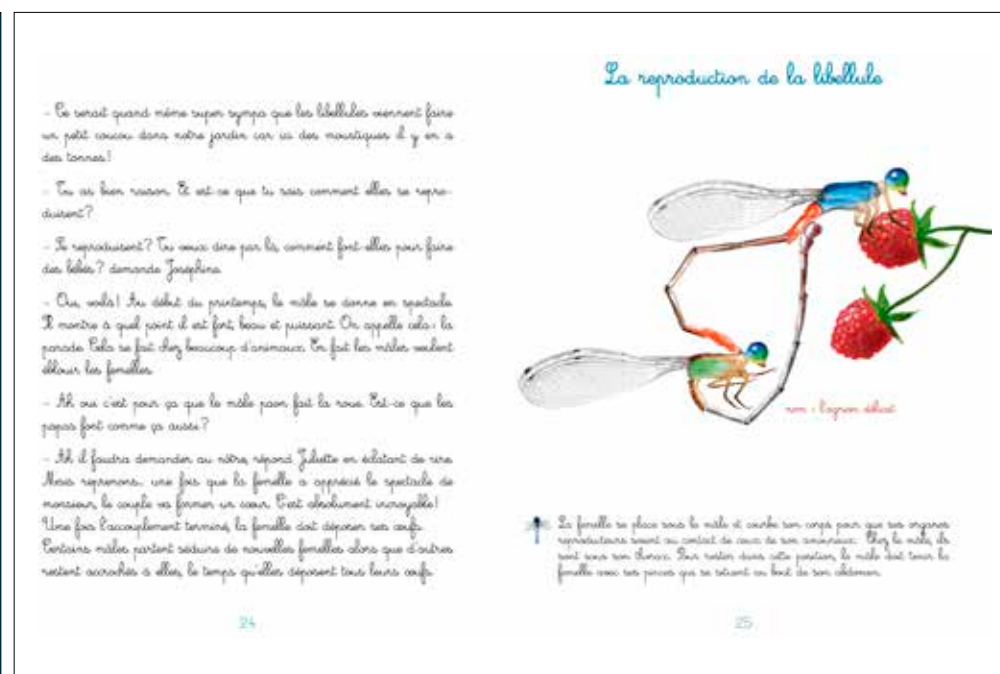 - Ce serait quand même super sympa que les libellules viennent faire
un petit coucou dans notre jardin car ici des moustiques il y en a
des tonnes!
- Tu as bien raison. Et est-ce que tu sais comment elles se repro-
duisent?
- Se reproduisent? Tu veux dire par là, comment font-elles pour faire
des bébés? demande Joséphine.
- Oui, voilà! Au début du printemps, le mâle se donne en spectacle.
Il montre à quel point il est fort, beau et puissant. On appelle cela : la
parade. Cela se fait chez beaucoup d'animaux. En fait les mâles veulent
éblouir les femelles.
- Ah oui c'est pour ça que le mâle paon fait la roue. Est-ce que les
papas font comme ça aussi?
- Ah il faudra demander au nôtre, répond Juliette en éclatant de rire.
Mais reprenons... une fois que la femelle a apprécié le spectacle de
monsieur, le couple va former un cœur. C'est absolument incroyable!
Une fois l'accouplement terminé, la femelle doit déposer ses œufs.
Certains mâles partent séduire de nouvelles femelles alors que d'autres
restent accrochés à elles, le temps qu'elles déposent tous leurs œufs.
24
La reproduction de la libellule
nom : l'agrion délicat
La femelle se place sous le mâle et courbe son corps pour que ses organes
reproducteurs soient au contact de ceux de son amoureux. Chez le mâle, ils
sont sous son thorax. Pour rester dans cette position, le mâle doit tenir la
femelle avec ses pinces qui se situent au bout de son abdomen.
25